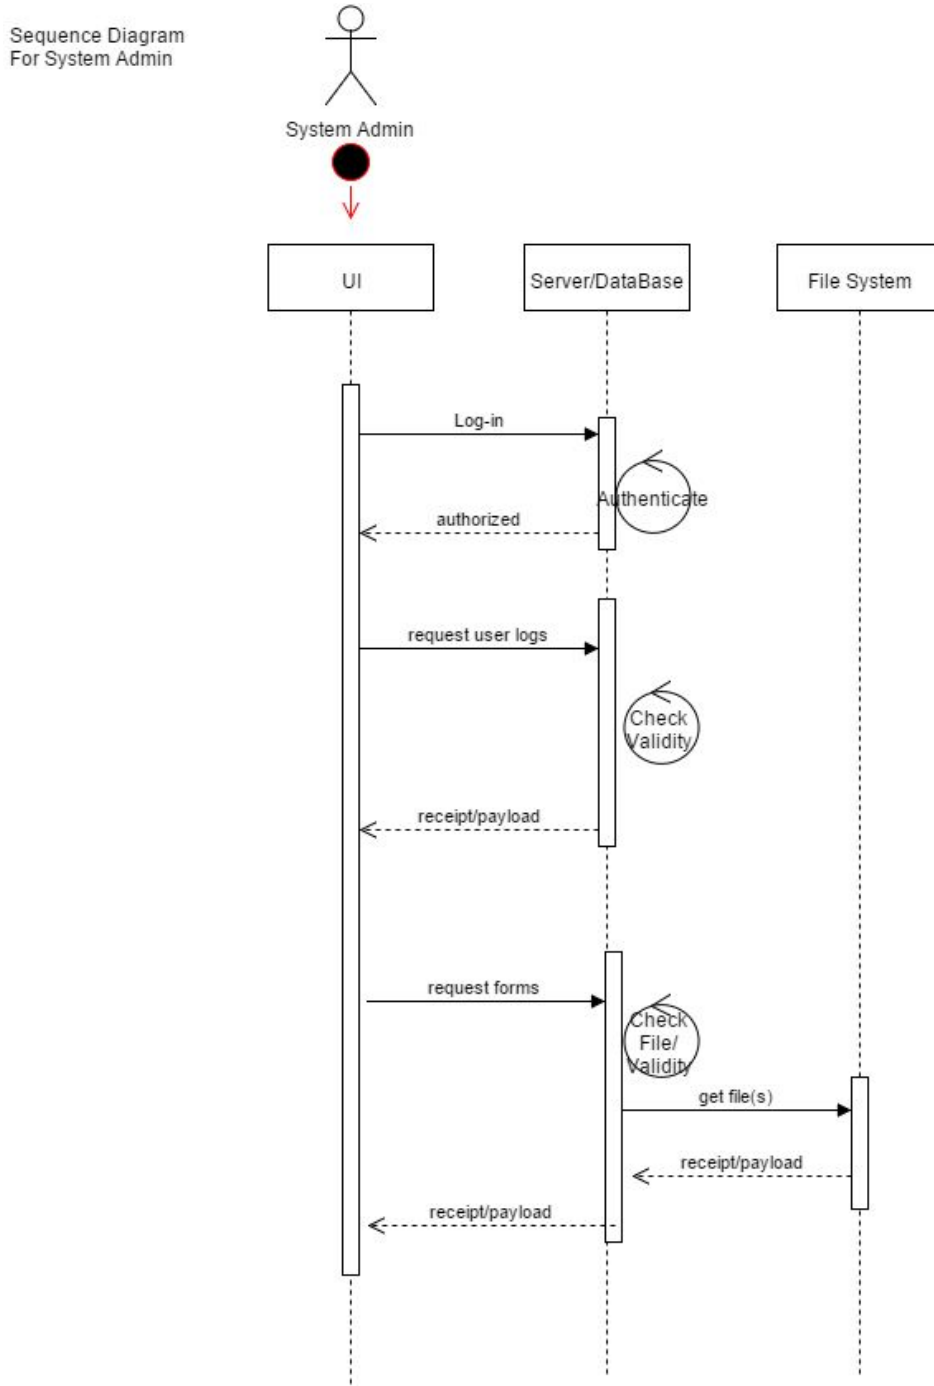 Sequence Diagram
For System Admin
System Admin
UI
Server/DataBase
File System
Log-in
Authenticate
authorized
request user logs
Check
Validity
receipt/payload
request forms
Check
File/
Validity
get file(s)
receipt/payload
receipt/payload